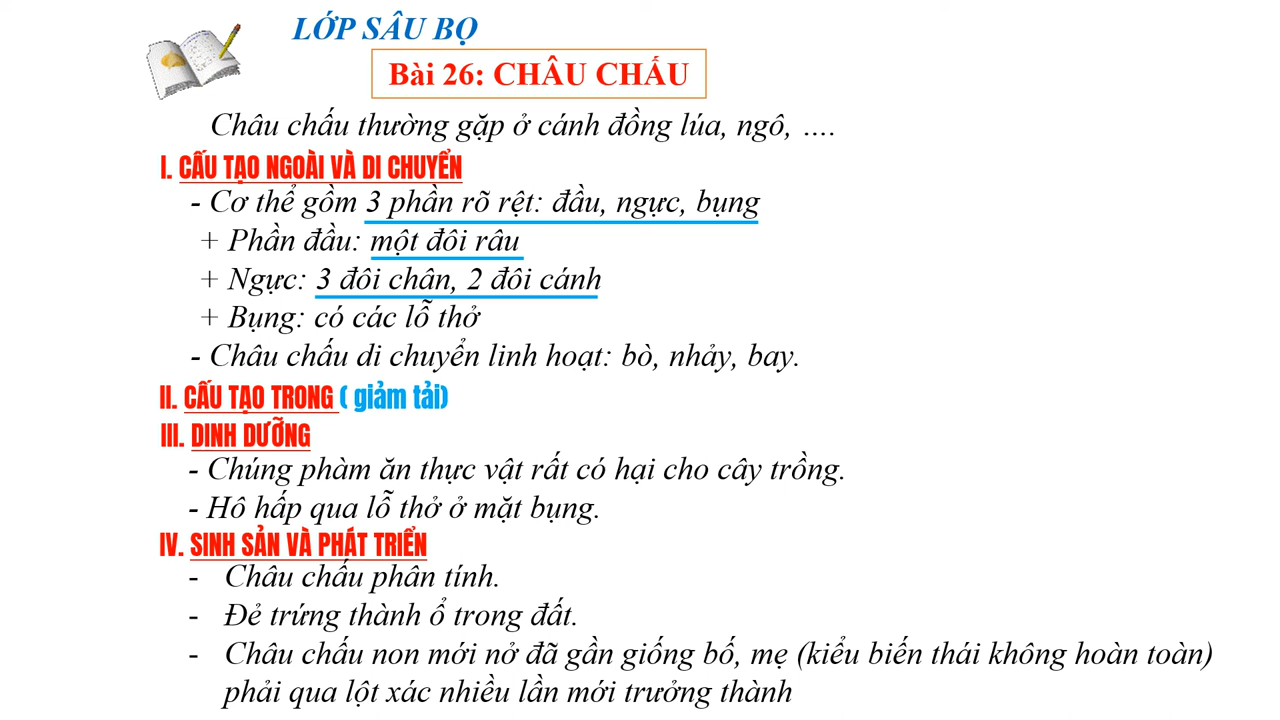 LỚP SÂU BỌ
Bài 26: CHÂU CHẤU
Châu chấu thường gặp ở cánh đồng lúa, ngô, ….
I. CẤU TẠO NGOÀI VÀ DI CHUYỂN
- Cơ thể gồm 3 phần rõ rệt: đầu, ngực, bụng
+ Phần đầu: một đôi râu
+ Ngực: 3 đôi chân, 2 đôi cánh
+ Bụng: có các lỗ thở
- Châu chấu di chuyển linh hoạt: bò, nhảy, bay.
II. CẤU TẠO TRONG ( giảm tải)
III. DINH DƯỠNG
- Chúng phàm ăn thực vật rất có hại cho cây trồng.
- Hô hấp qua lỗ thở ở mặt bụng.
IV. SINH SẢN VÀ PHÁT TRIỂN
- Châu chấu phân tính.
- Đẻ trứng thành ổ trong đất.
- Châu chấu non mới nở đã gần giống bố, mẹ (kiểu biến thái không hoàn toàn)
phải qua lột xác nhiều lần mới trưởng thành